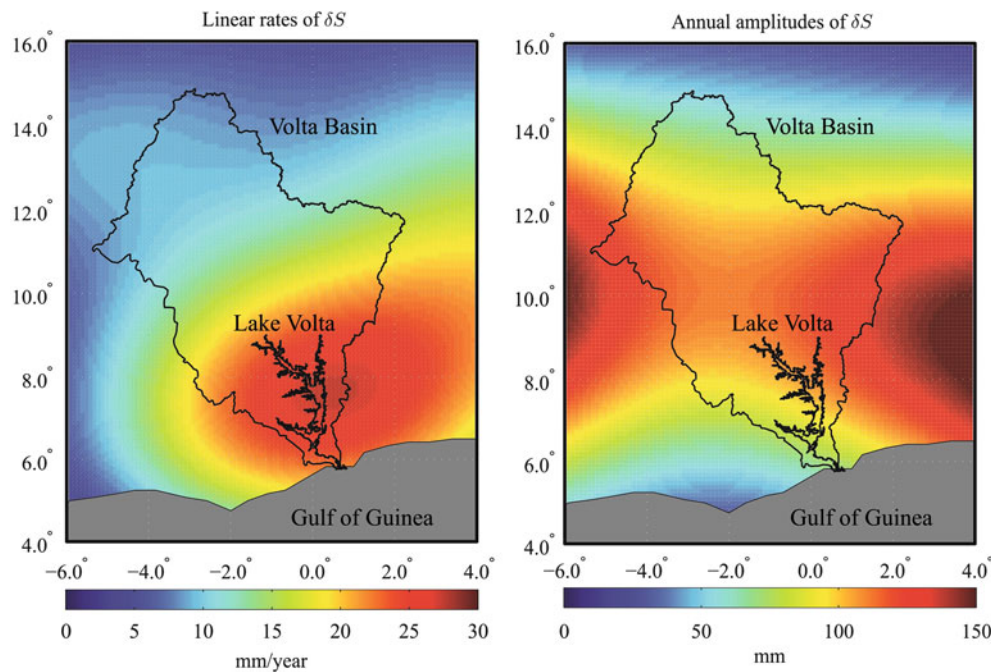 Linear rates of δS
16.0°
14.0°
12.0°
10.0°
8.0°
6.0°
4.0°
Volta Basin
Lake Volta
Gulf of Guinea
−6.0° −4.0° −2.0° 0.0° 2.0° 4.0°
0 5 10 15 20 25 30
mm/year
Annual amplitudes of δS
16.0°
14.0°
12.0°
10.0°
8.0°
6.0°
4.0°
Volta Basin
Lake Volta
Gulf of Guinea
−6.0° −4.0° −2.0° 0.0° 2.0° 4.0°
0 50 100 150
mm